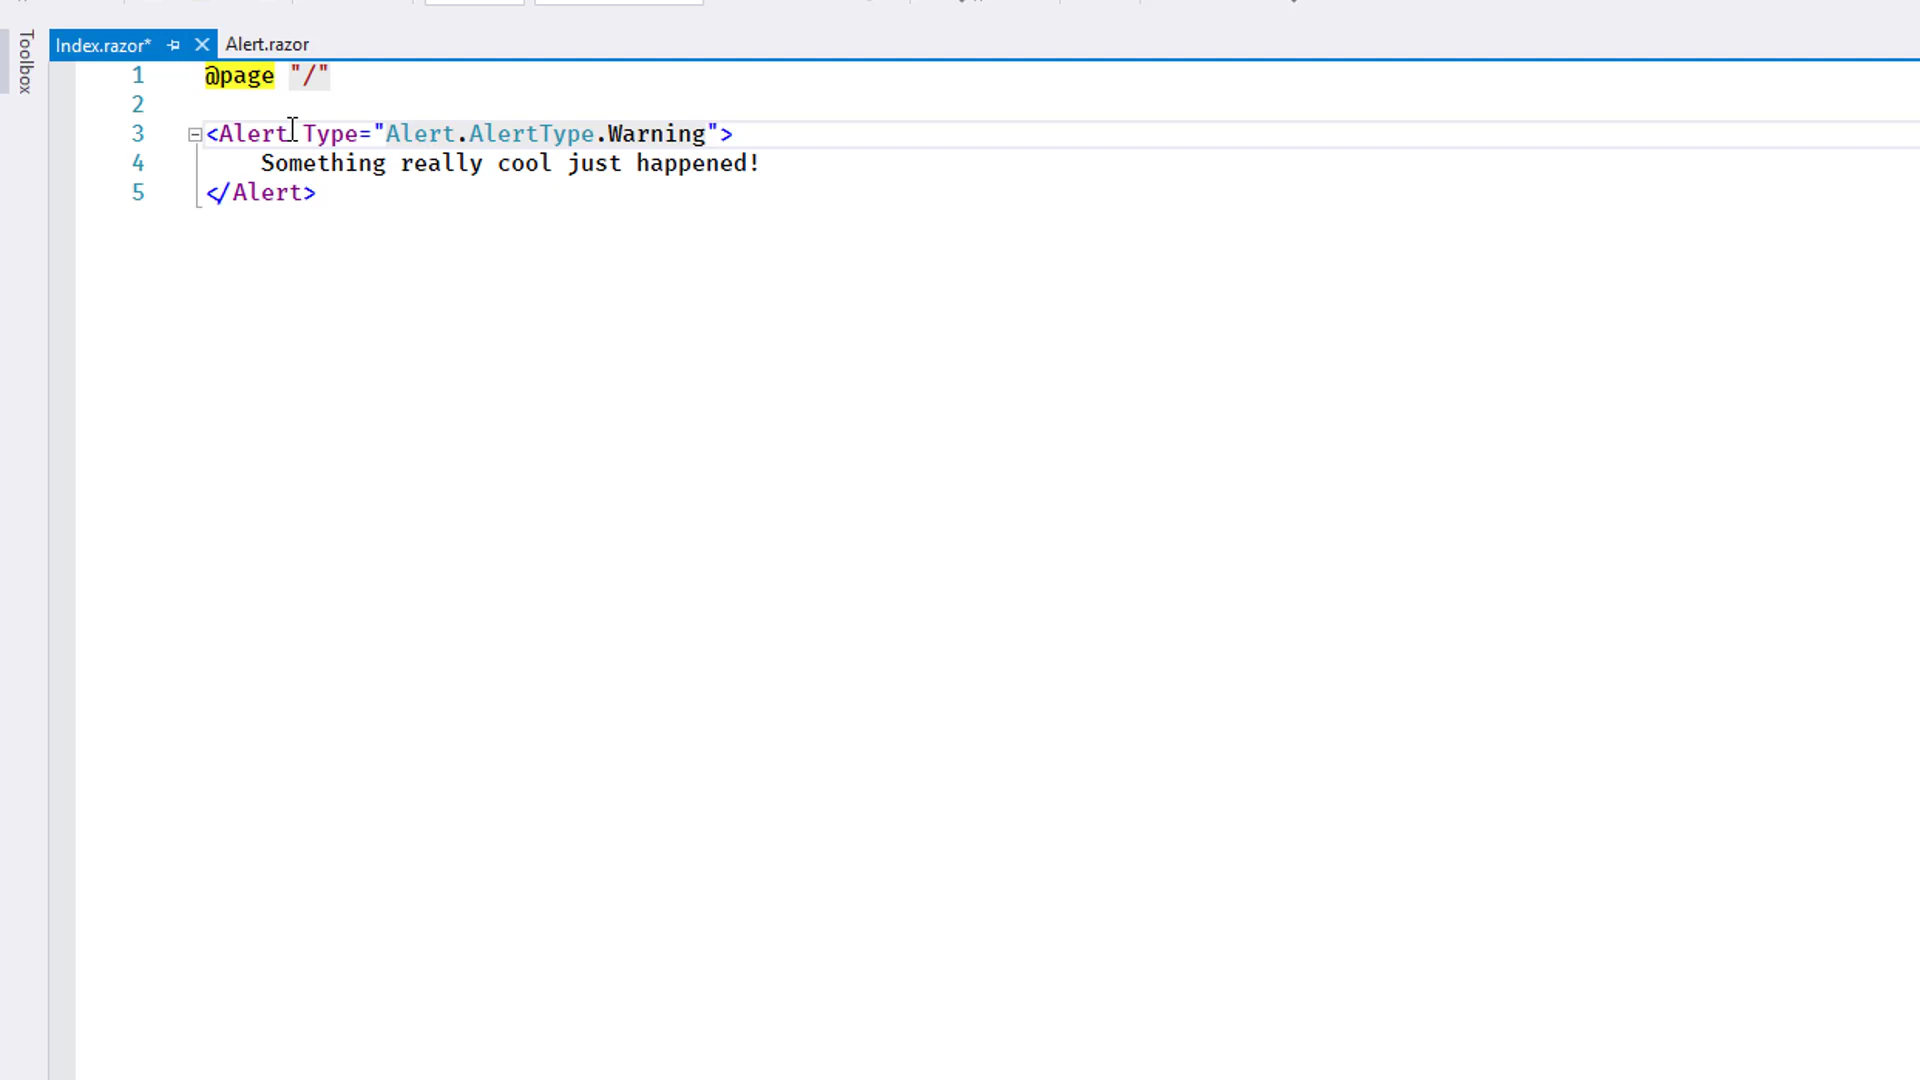 Toolbox
Index.razor* Alert.razor
1 @page "/"
2
3 <Alert Type="Alert.AlertType.Warning">
4 Something really cool just happened!
5 </Alert>